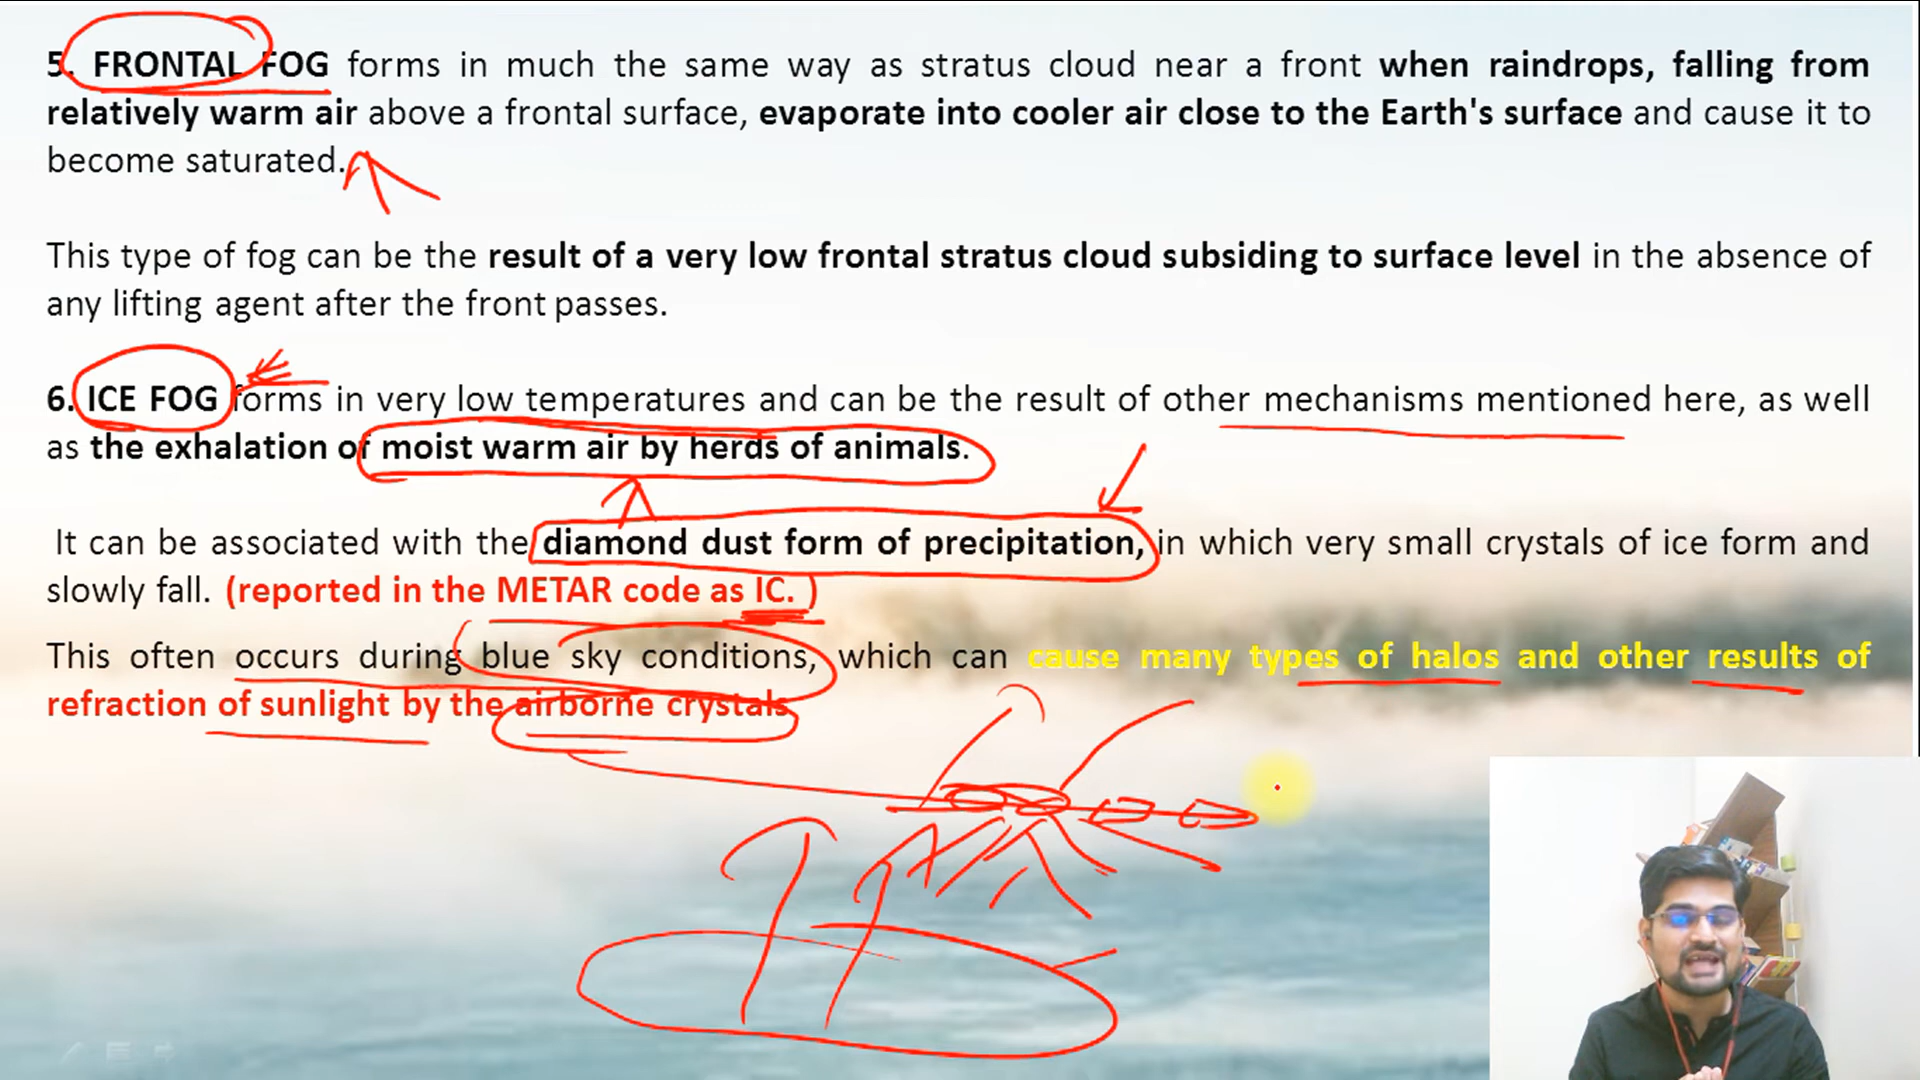 5. FRONTAL FOG forms in much the same way as stratus cloud near a front when raindrops, falling from
relatively warm air above a frontal surface, evaporate into cooler air close to the Earth's surface and cause it to
become saturated.
This type of fog can be the result of a very low frontal stratus cloud subsiding to surface level in the absence of
any lifting agent after the front passes.
6. ICE FOG forms in very low temperatures and can be the result of other mechanisms mentioned here, as well
as the exhalation of moist warm air by herds of animals.
It can be associated with the diamond dust form of precipitation, in which very small crystals of ice form and
slowly fall. (reported in the METAR code as IC. )
This often occurs during blue sky conditions, which can cause many types of halos and other results of
refraction of sunlight by the airborne crystals.